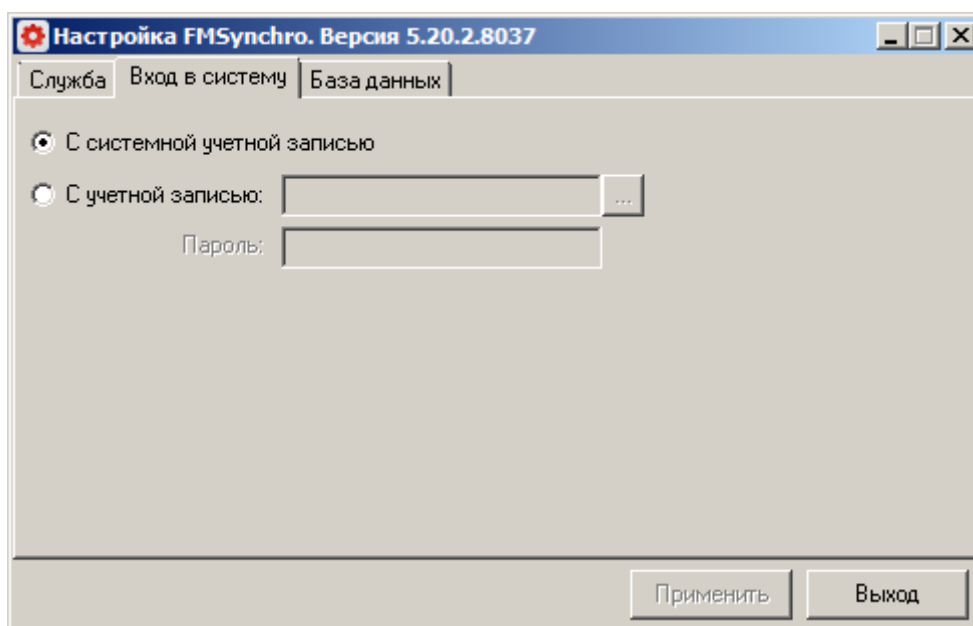 Настройка FMSynchro. Версия 5.20.2.8037
Служба Вход в систему База данных
С системной учетной записью
С учетной записью: ...
Пароль:
Применить Выход